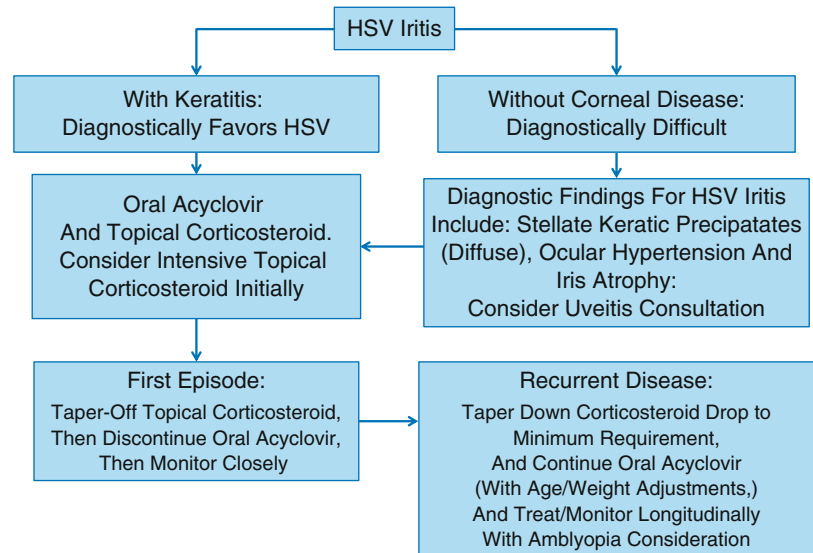 HSV Iritis
With Keratitis:
Diagnostically Favors HSV
Without Corneal Disease:
Diagnostically Difficult
Oral Acyclovir
And Topical Corticosteroid.
Consider Intensive Topical
Corticosteroid Initially
Diagnostic Findings For HSV Iritis
Include: Stellate Keratic Precipatates
(Diffuse), Ocular Hypertension And
Iris Atrophy:
Consider Uveitis Consultation
First Episode:
Taper-Off Topical Corticosteroid,
Then Discontinue Oral Acyclovir,
Then Monitor Closely
Recurrent Disease:
Taper Down Corticosteroid Drop to
Minimum Requirement,
And Continue Oral Acyclovir
(With Age/Weight Adjustments,)
And Treat/Monitor Longitudinally
With Amblyopia Consideration